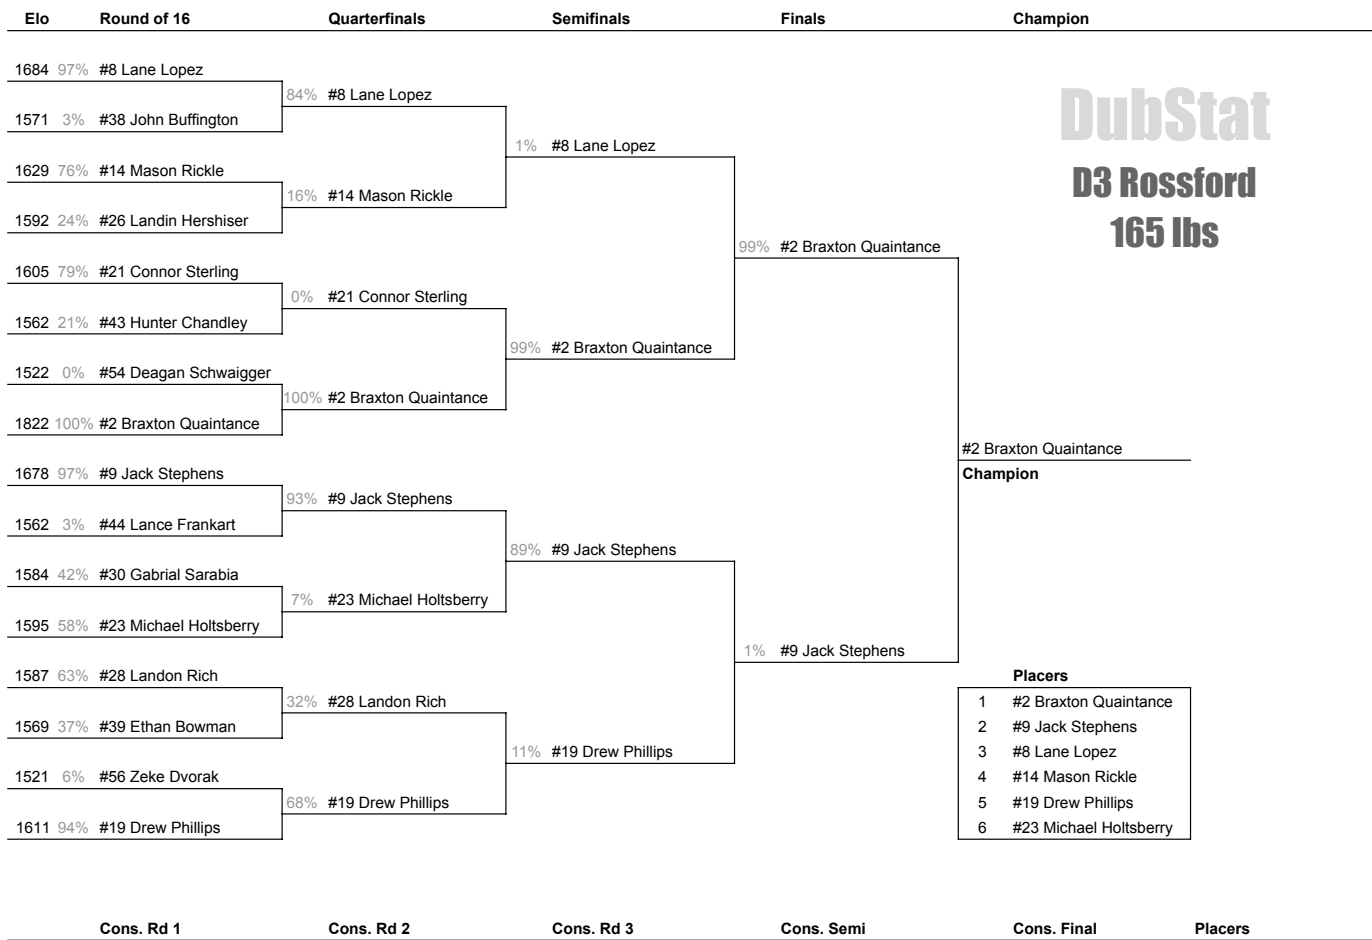 Elo Round of 16 Quarterfinals Semifinals Finals Champion
1684 97% #8 Lane Lopez
84% #8 Lane Lopez
1571 3% #38 John Buffington
1% #8 Lane Lopez
1629 76% #14 Mason Rickle
16% #14 Mason Rickle
1592 24% #26 Landin Hershiser
99% #2 Braxton Quaintance
1605 79% #21 Connor Sterling
0% #21 Connor Sterling
1562 21% #43 Hunter Chandley
99% #2 Braxton Quaintance
1522 0% #54 Deagan Schwaigger
100% #2 Braxton Quaintance
1822 100% #2 Braxton Quaintance
#2 Braxton Quaintance
Champion
1678 97% #9 Jack Stephens
93% #9 Jack Stephens
1562 3% #44 Lance Frankart
89% #9 Jack Stephens
1584 42% #30 Gabrial Sarabia
7% #23 Michael Holtsberry
1595 58% #23 Michael Holtsberry
1% #9 Jack Stephens
1587 63% #28 Landon Rich
32% #28 Landon Rich
1569 37% #39 Ethan Bowman
11% #19 Drew Phillips
1521 6% #56 Zeke Dvorak
68% #19 Drew Phillips
1611 94% #19 Drew Phillips
DubStat
D3 Rossford
165 lbs
Placers
1 #2 Braxton Quaintance
2 #9 Jack Stephens
3 #8 Lane Lopez
4 #14 Mason Rickle
5 #19 Drew Phillips
6 #23 Michael Holtsberry
Cons. Rd 1 Cons. Rd 2 Cons. Rd 3 Cons. Semi Cons. Final Placers